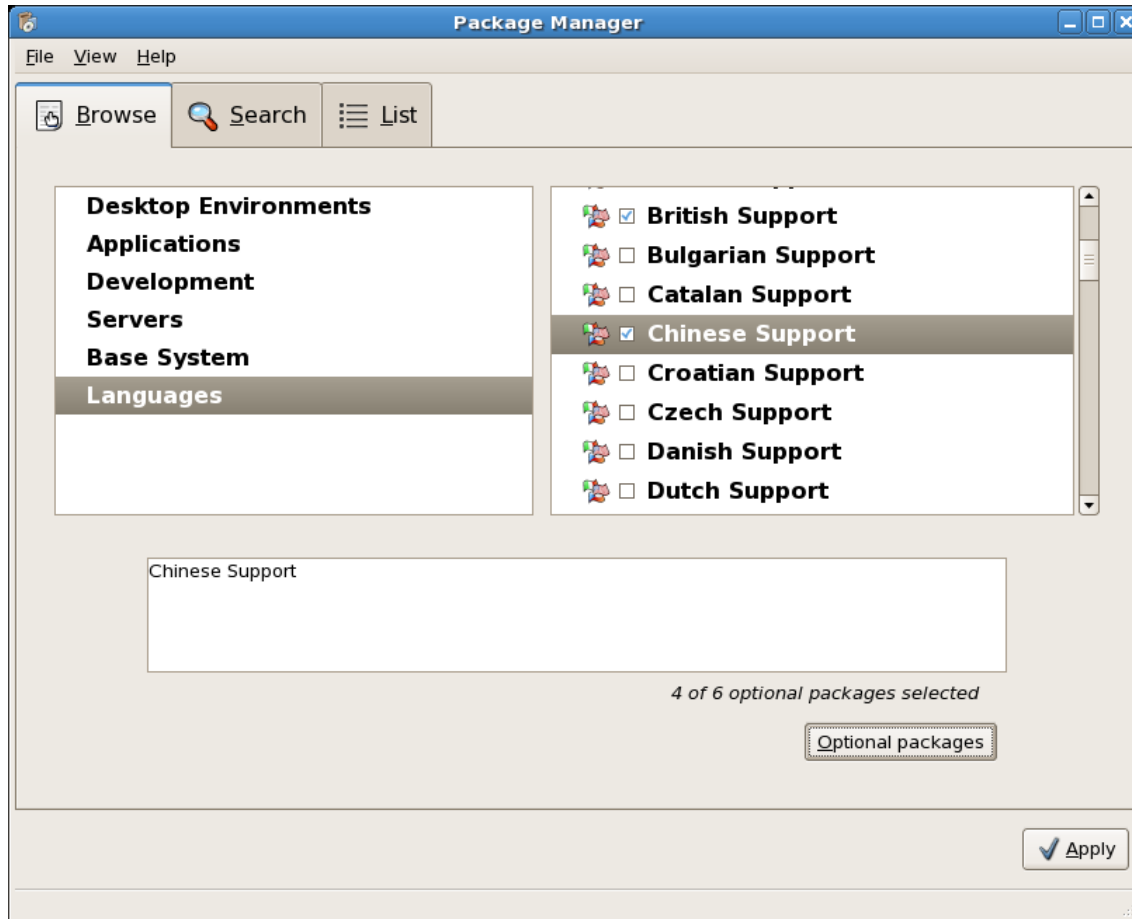 Package Manager
File View Help
Browse Search List
Desktop Environments
Applications
Development
Servers
Base System
Languages
British Support
Bulgarian Support
Catalan Support
Chinese Support
Croatian Support
Czech Support
Danish Support
Dutch Support
Chinese Support
4 of 6 optional packages selected
Optional packages
Apply